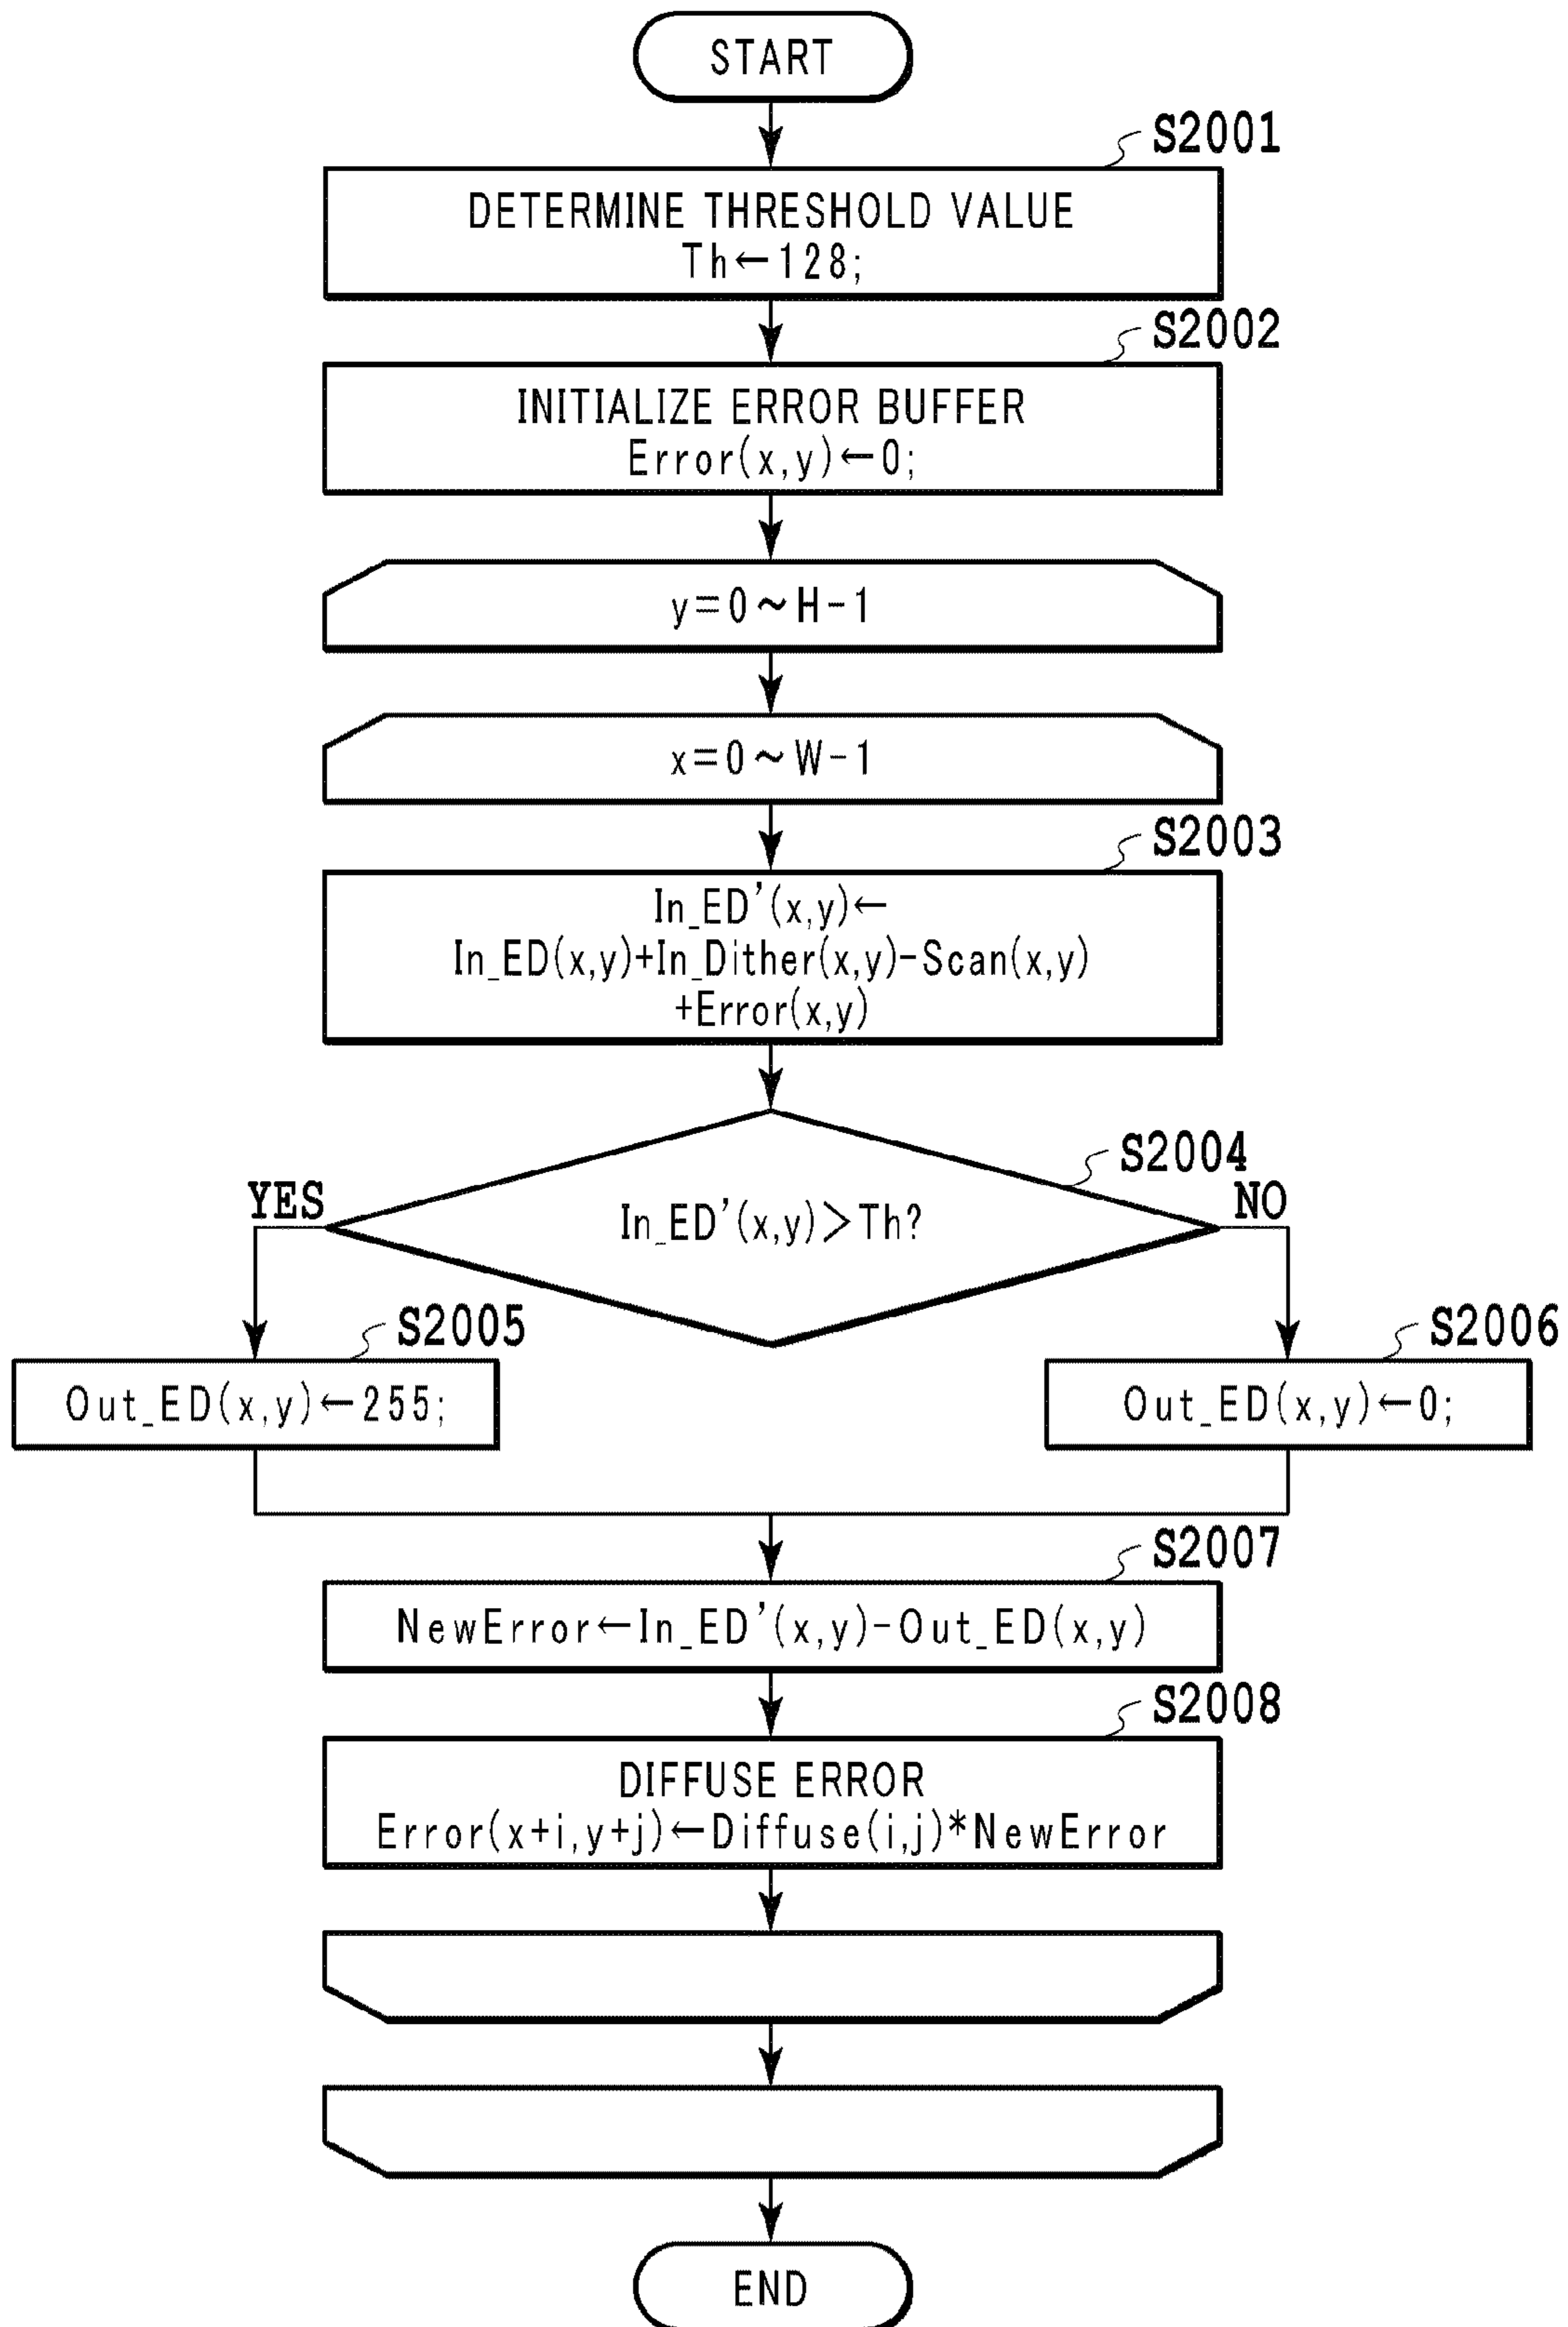 START
S2001
DETERMINE THRESHOLD VALUE
Th←128;
S2002
INITIALIZE ERROR BUFFER
Error(x,y)←0;
y=0~H-1
x=0~W-1
S2003
In_ED'(x,y)←
In_ED(x,y)+In_Dither(x,y)-Scan(x,y)
+Error(x,y)
S2004
YES
In_ED'(x,y)>Th?
NO
S2005
Out_ED(x,y)←255;
S2006
Out_ED(x,y)←0;
S2007
NewError←In_ED'(x,y)-Out_ED(x,y)
S2008
DIFFUSE ERROR
Error(x+i,y+j)←Diffuse(i,j)*NewError
END